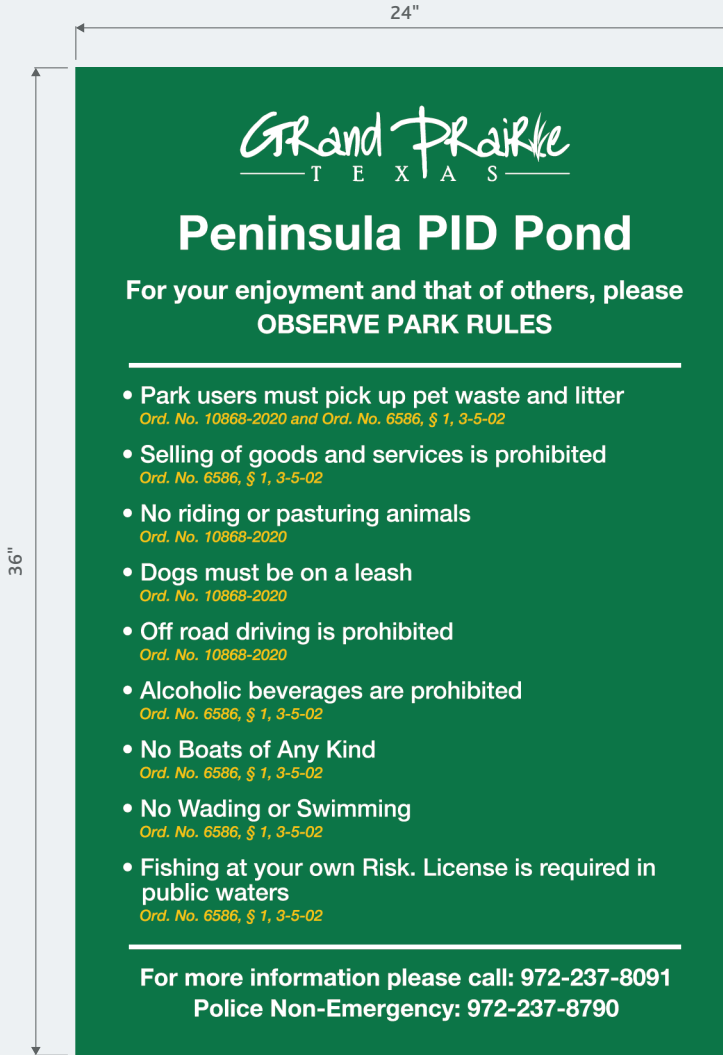 24"
36"
Grand Prairie
TEXAS
Peninsula PID Pond
For your enjoyment and that of others, please
OBSERVE PARK RULES
• Park users must pick up pet waste and litter
Ord. No. 10868-2020 and Ord. No. 6586, § 1, 3-5-02
• Selling of goods and services is prohibited
Ord. No. 6586, § 1, 3-5-02
• No riding or pasturing animals
Ord. No. 10868-2020
• Dogs must be on a leash
Ord. No. 10868-2020
• Off road driving is prohibited
Ord. No. 10868-2020
• Alcoholic beverages are prohibited
Ord. No. 6586, § 1, 3-5-02
• No Boats of Any Kind
Ord. No. 6586, § 1, 3-5-02
• No Wading or Swimming
Ord. No. 6586, § 1, 3-5-02
• Fishing at your own Risk. License is required in
public waters
Ord. No. 6586, § 1, 3-5-02
For more information please call: 972-237-8091
Police Non-Emergency: 972-237-8790